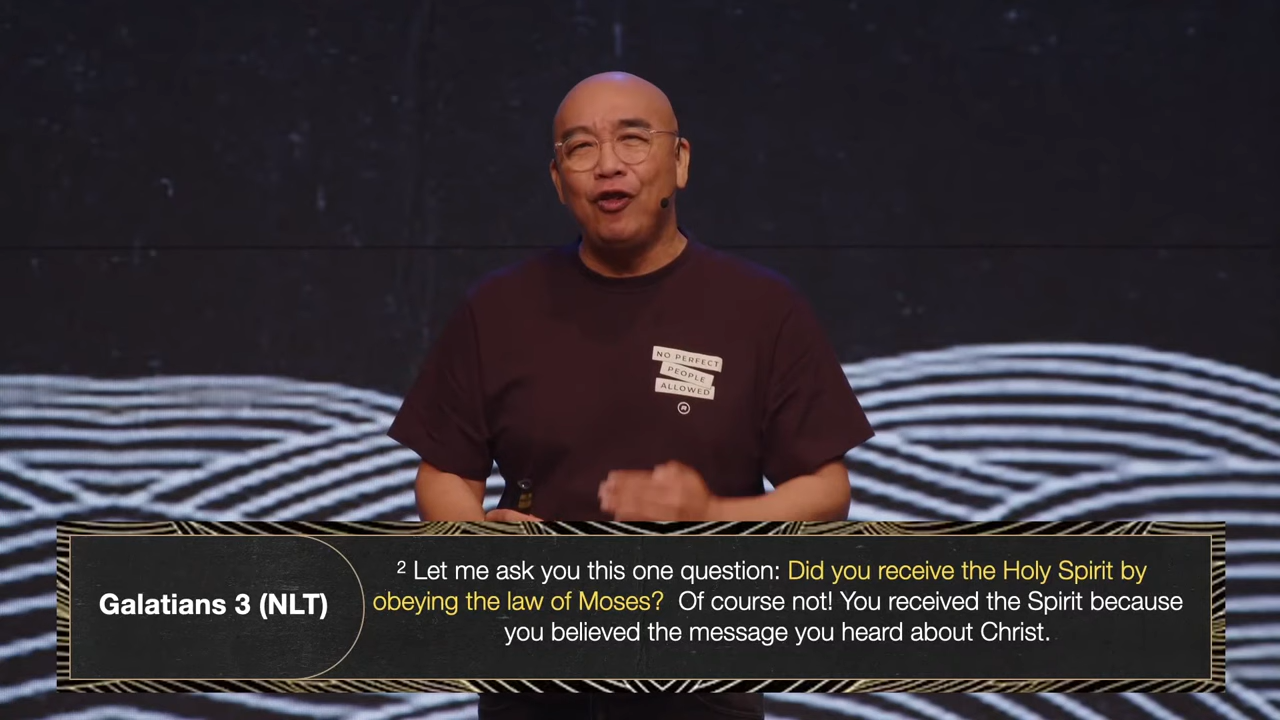 NO PERFECT
PEOPLE
ALLOWED
R
Galatians 3 (NLT)
² Let me ask you this one question: Did you receive the Holy Spirit by
obeying the law of Moses? Of course not! You received the Spirit because
you believed the message you heard about Christ.